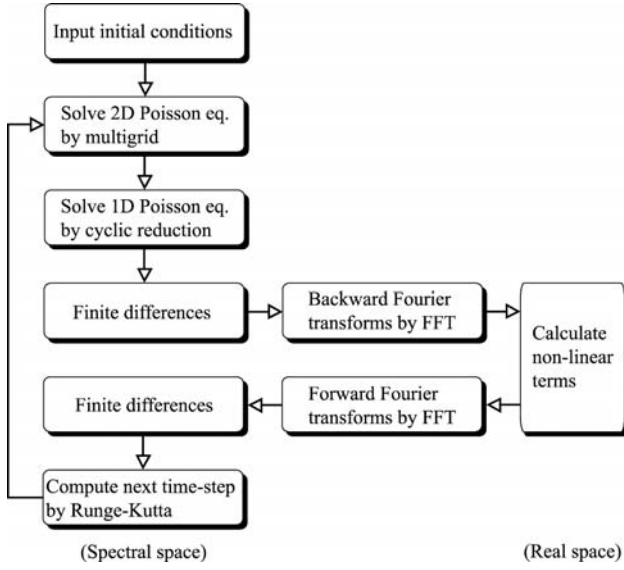 Input initial conditions
Solve 2D Poisson eq.
by multigrid
Solve 1D Poisson eq.
by cyclic reduction
Finite differences
Backward Fourier
transforms by FFT
Calculate
non-linear
terms
Forward Fourier
transforms by FFT
Finite differences
Compute next time-step
by Runge-Kutta
(Spectral space)
(Real space)